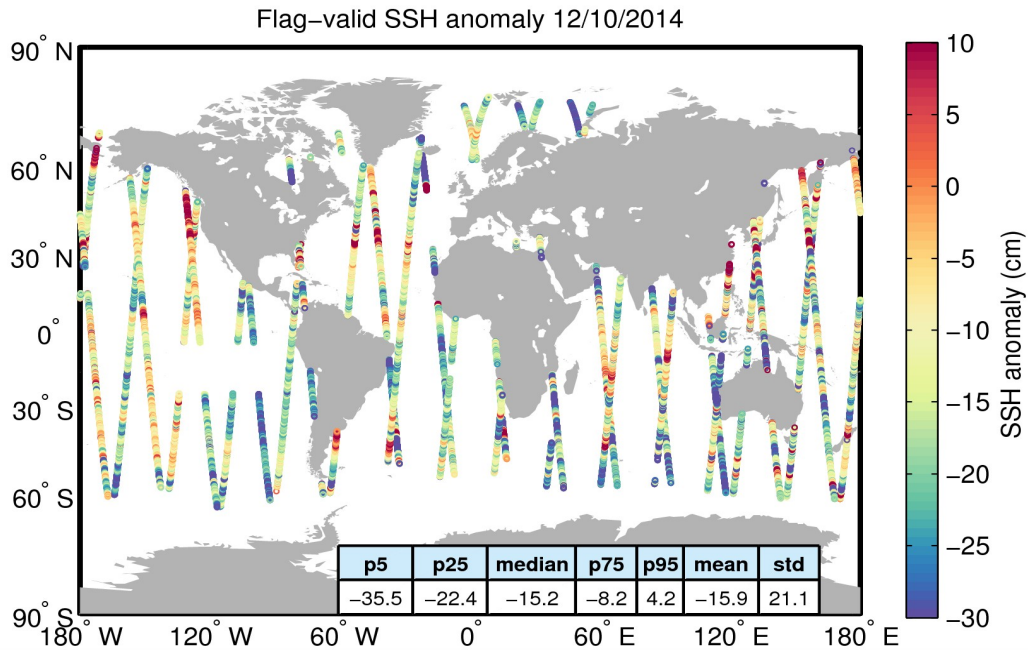 Flag−valid SSH anomaly 12/10/2014
90° N
60° N
30° N
0°
30° S
60° S
90° S
180° W 120° W 60° W 0° 60° E 120° E 180° E
p5 p25 median p75 p95 mean std
−35.5 −22.4 −15.2 −8.2 4.2 −15.9 21.1
10
5
0
−5
−10
−15
−20
−25
−30
SSH anomaly (cm)